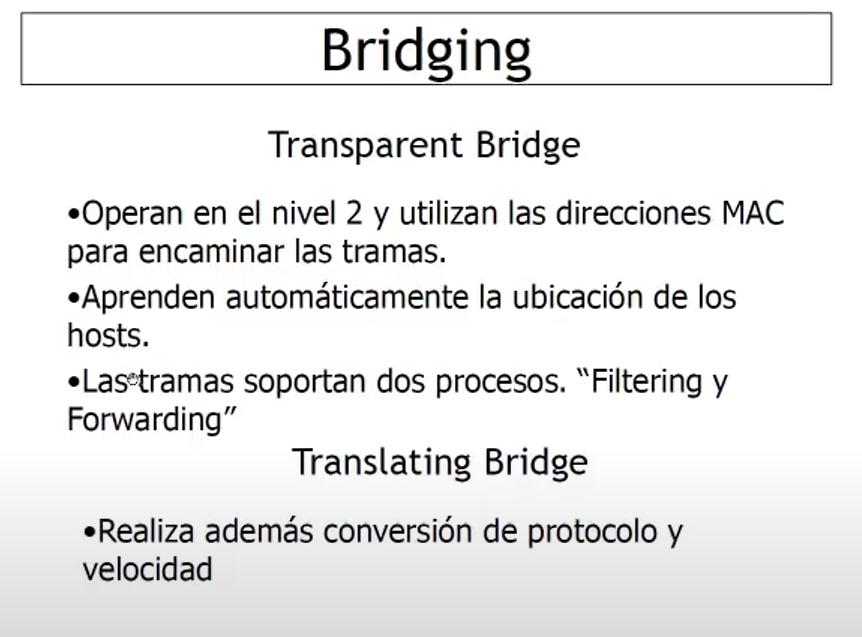 Bridging
Transparent Bridge
•Operan en el nivel 2 y utilizan las direcciones MAC
para encaminar las tramas.
•Aprenden automáticamente la ubicación de los
hosts.
•Las tramas soportan dos procesos. “Filtering y
Forwarding”
Translating Bridge
•Realiza además conversión de protocolo y
velocidad